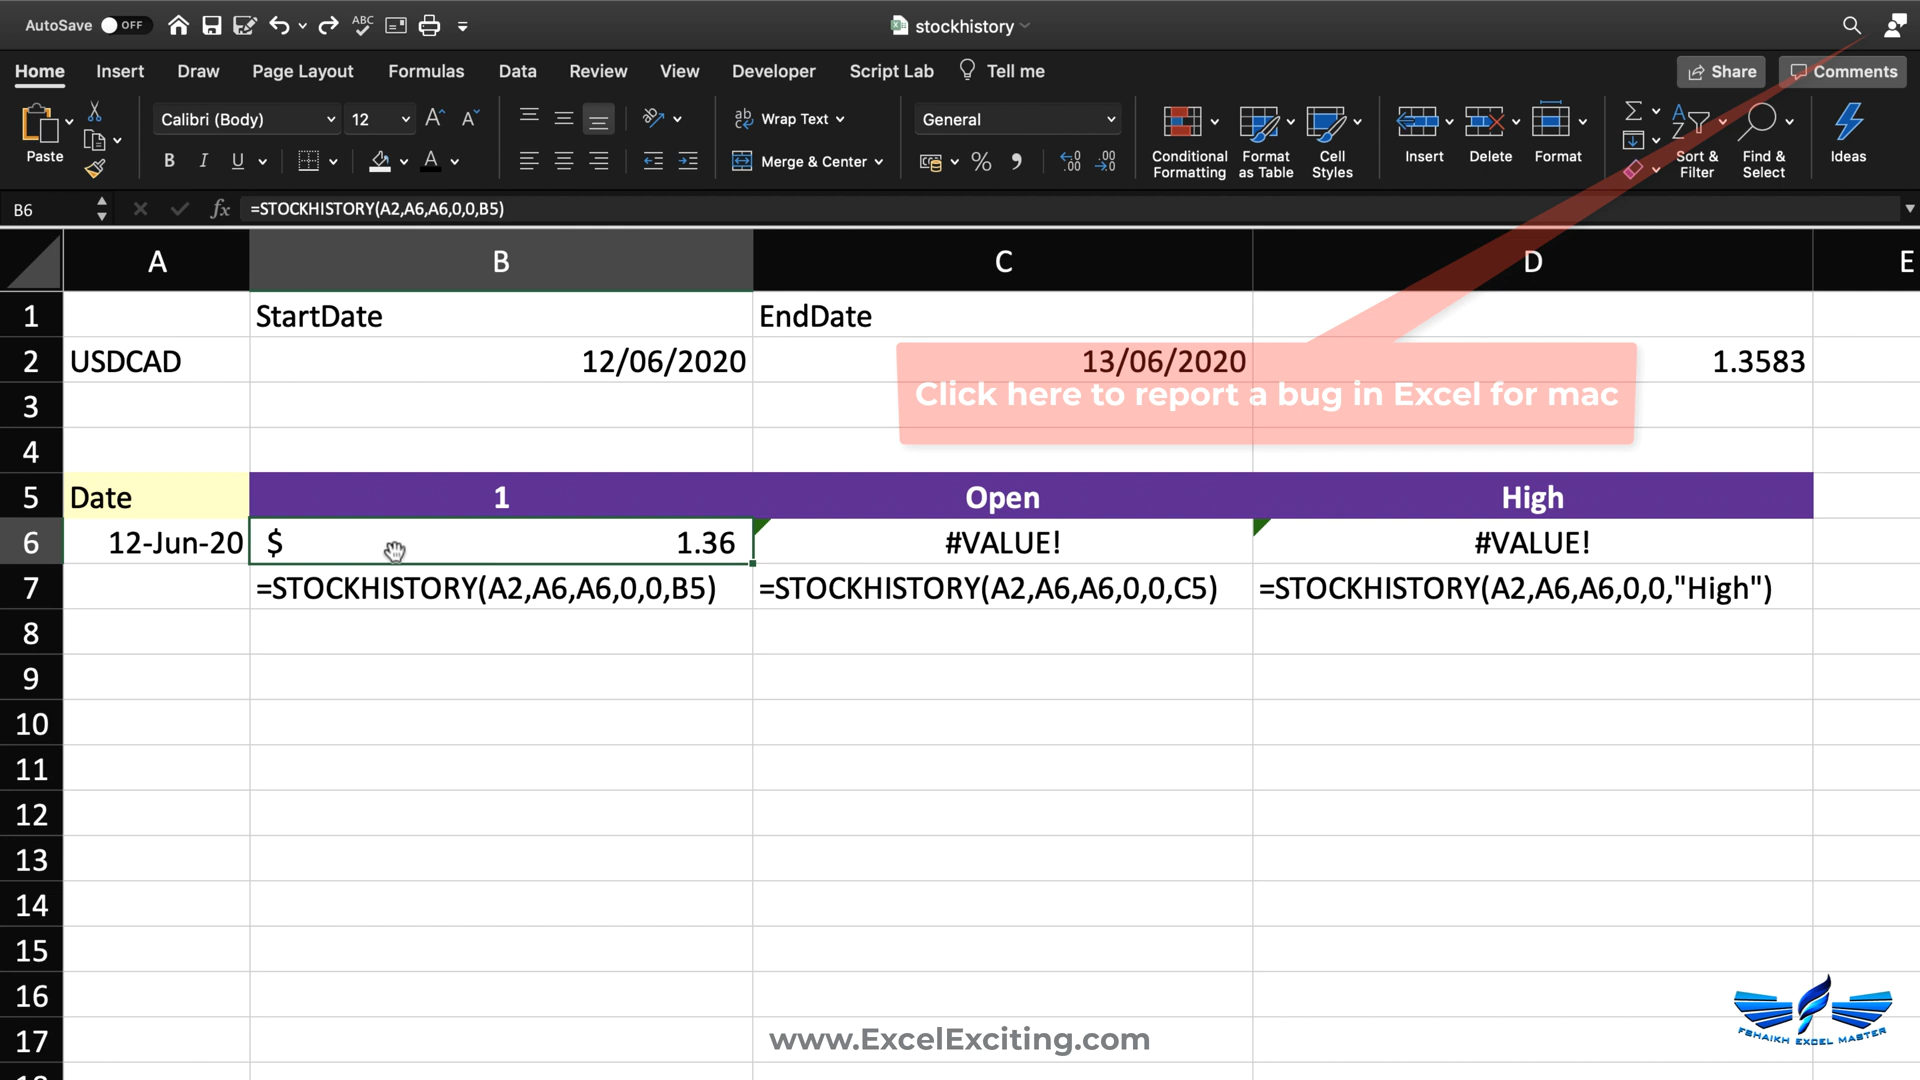 AutoSave OFF
ABC
stockhistory
Home Insert Draw Page Layout Formulas Data Review View Developer Script Lab Tell me
Share Comments
Paste
Calibri (Body) 12
B I U
Wrap Text
Merge & Center
General
Conditional Formatting
Format as Table
Cell Styles
Insert
Delete
Format
Sort & Filter
Find & Select
Ideas
B6 fx =STOCKHISTORY(A2,A6,A6,0,0,B5)
A B C D E
1 StartDate EndDate
2 USDCAD 12/06/2020 13/06/2020 1.3583
Click here to report a bug in Excel for mac
3
4
5 Date 1 Open High
6 12-Jun-20 $ 1.36 #VALUE! #VALUE!
7 =STOCKHISTORY(A2,A6,A6,0,0,B5) =STOCKHISTORY(A2,A6,A6,0,0,C5) =STOCKHISTORY(A2,A6,A6,0,0,"High")
8
9
10
11
12
13
14
15
16
17
www.ExcelExciting.com
FSHAIKH EXCEL MASTER